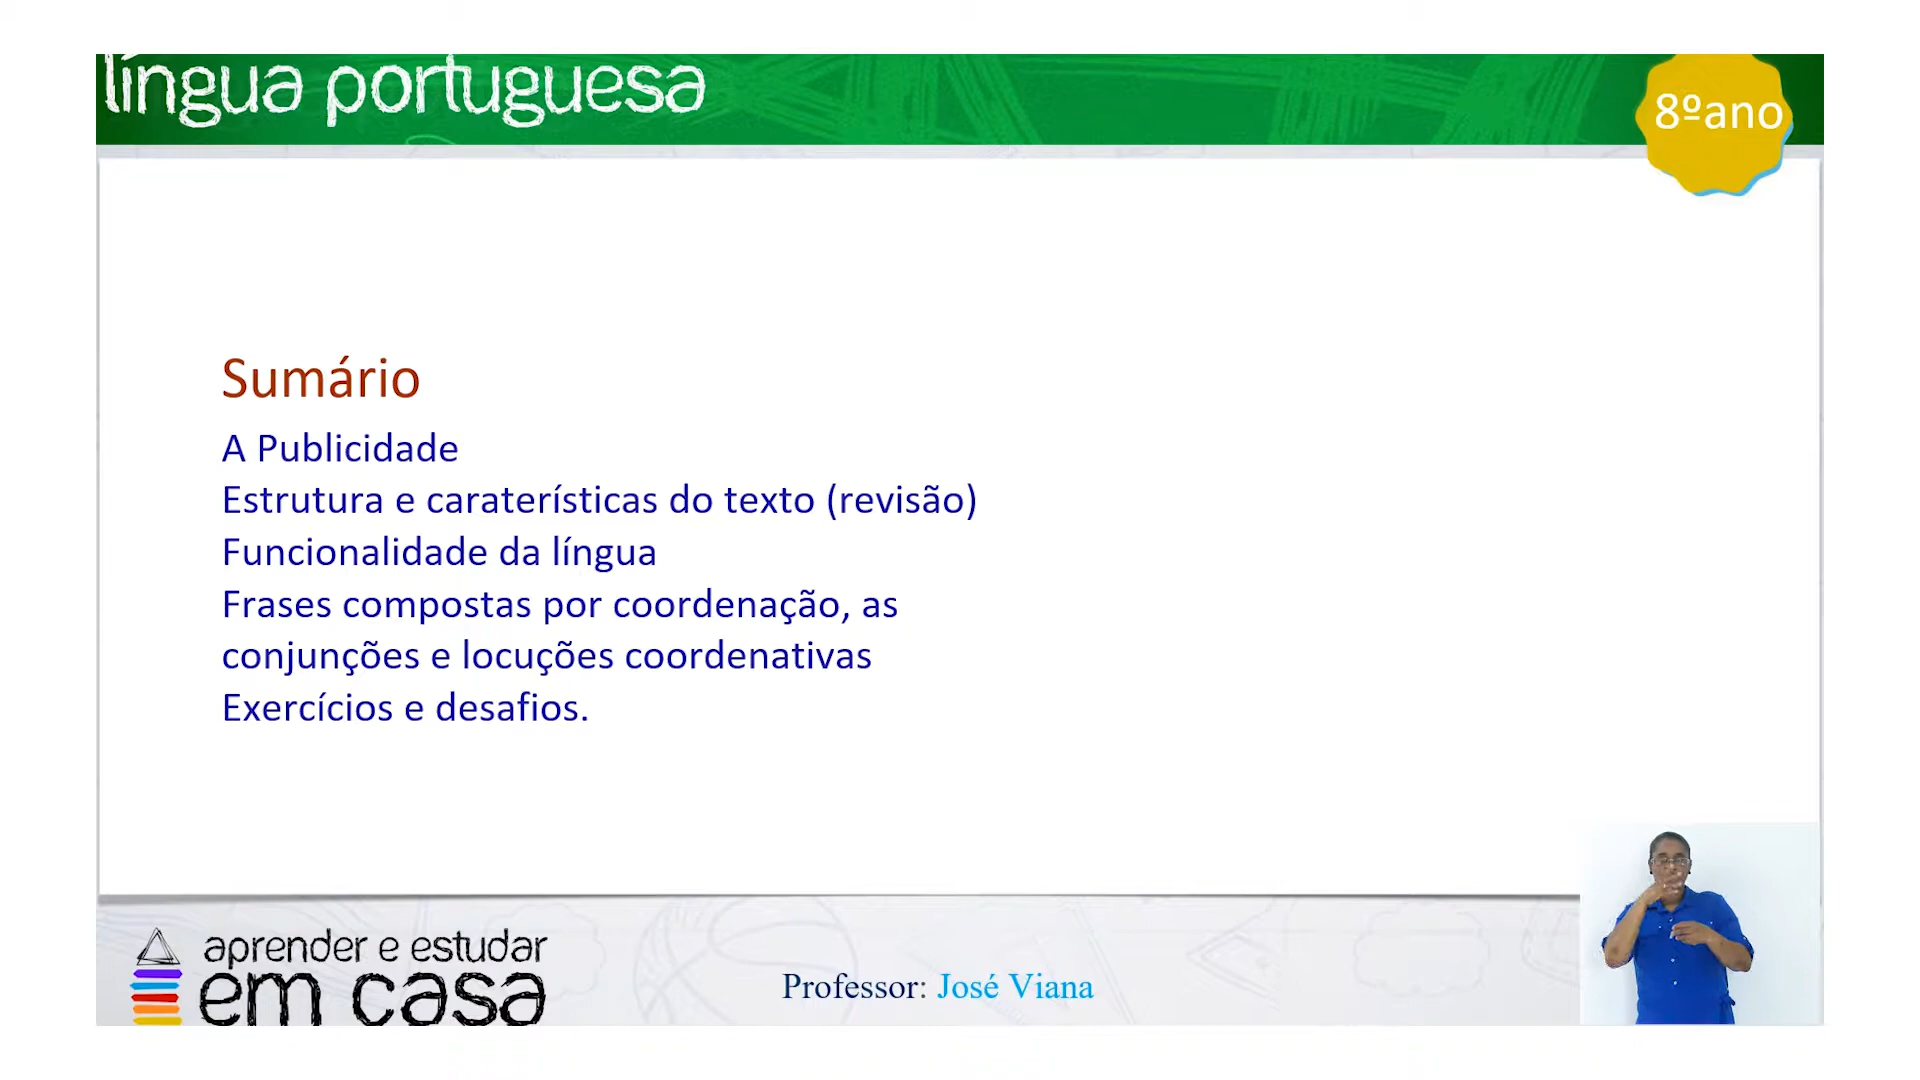 língua portuguesa
8ºano
Sumário
A Publicidade
Estrutura e caraterísticas do texto (revisão)
Funcionalidade da língua
Frases compostas por coordenação, as
conjunções e locuções coordenativas
Exercícios e desafios.
aprender e estudar
em casa
Professor: José Viana